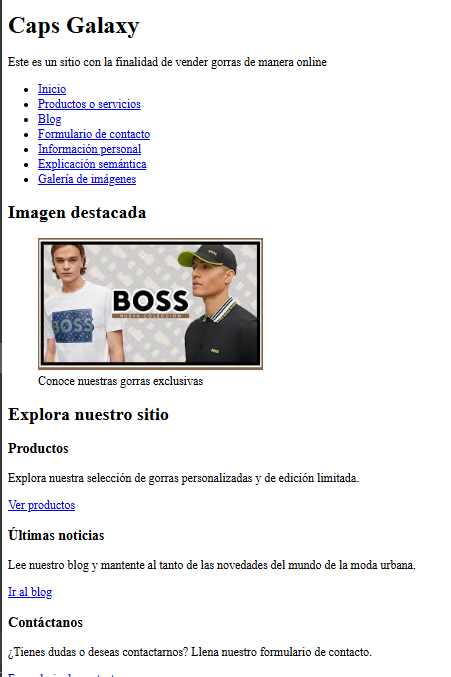 Caps Galaxy
Este es un sitio con la finalidad de vender gorras de manera online
Inicio
Productos o servicios
Blog
Formulario de contacto
Información personal
Explicación semántica
Galería de imágenes
Imagen destacada
BOSS
BOSS
NUEVA COLECCIÓN
Conoce nuestras gorras exclusivas
Explora nuestro sitio
Productos
Explora nuestra selección de gorras personalizadas y de edición limitada.
Ver productos
Últimas noticias
Lee nuestro blog y mantente al tanto de las novedades del mundo de la moda urbana.
Ir al blog
Contáctanos
¿Tienes dudas o deseas contactarnos? Llena nuestro formulario de contacto.